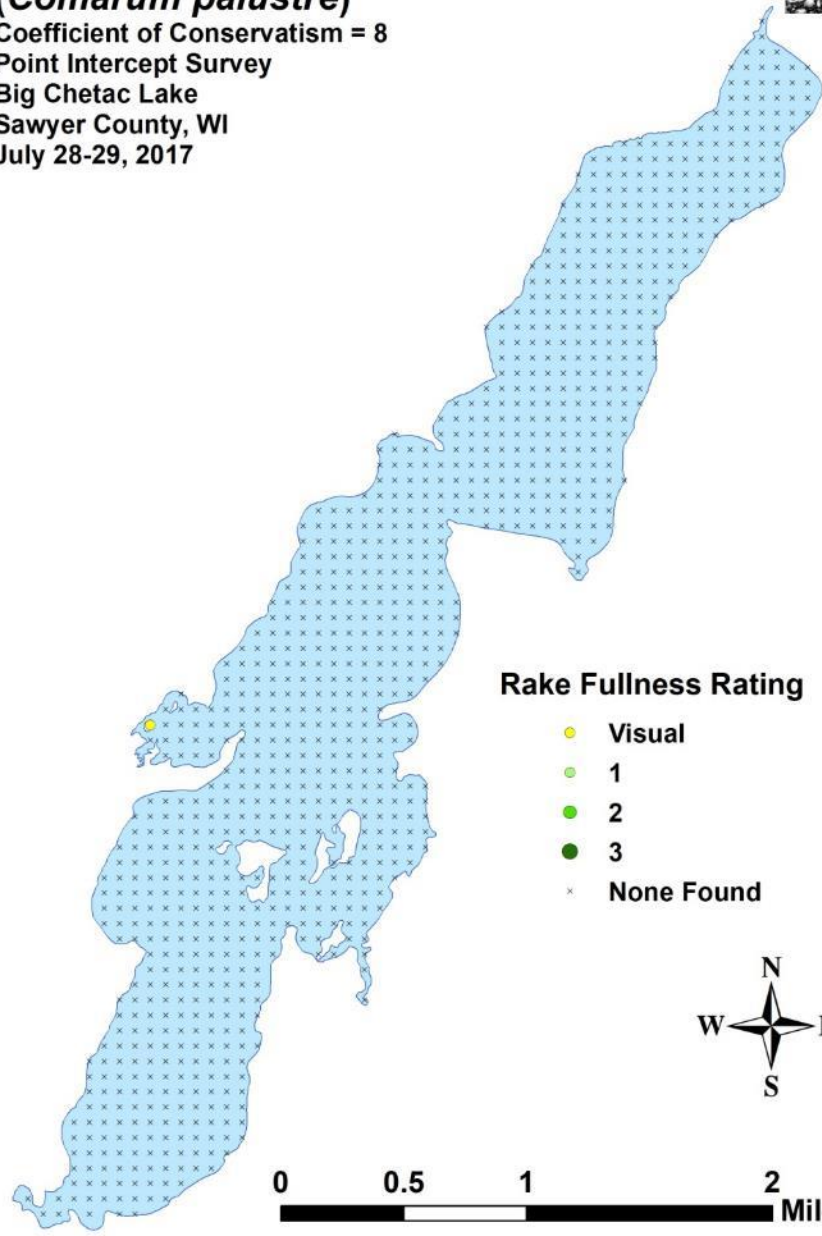 (Comarum palustre)
Coefficient of Conservatism = 8
Point Intercept Survey
Big Chetac Lake
Sawyer County, WI
July 28-29, 2017
Rake Fullness Rating
Visual
1
2
3
None Found
N
W
S
0 0.5 1 2